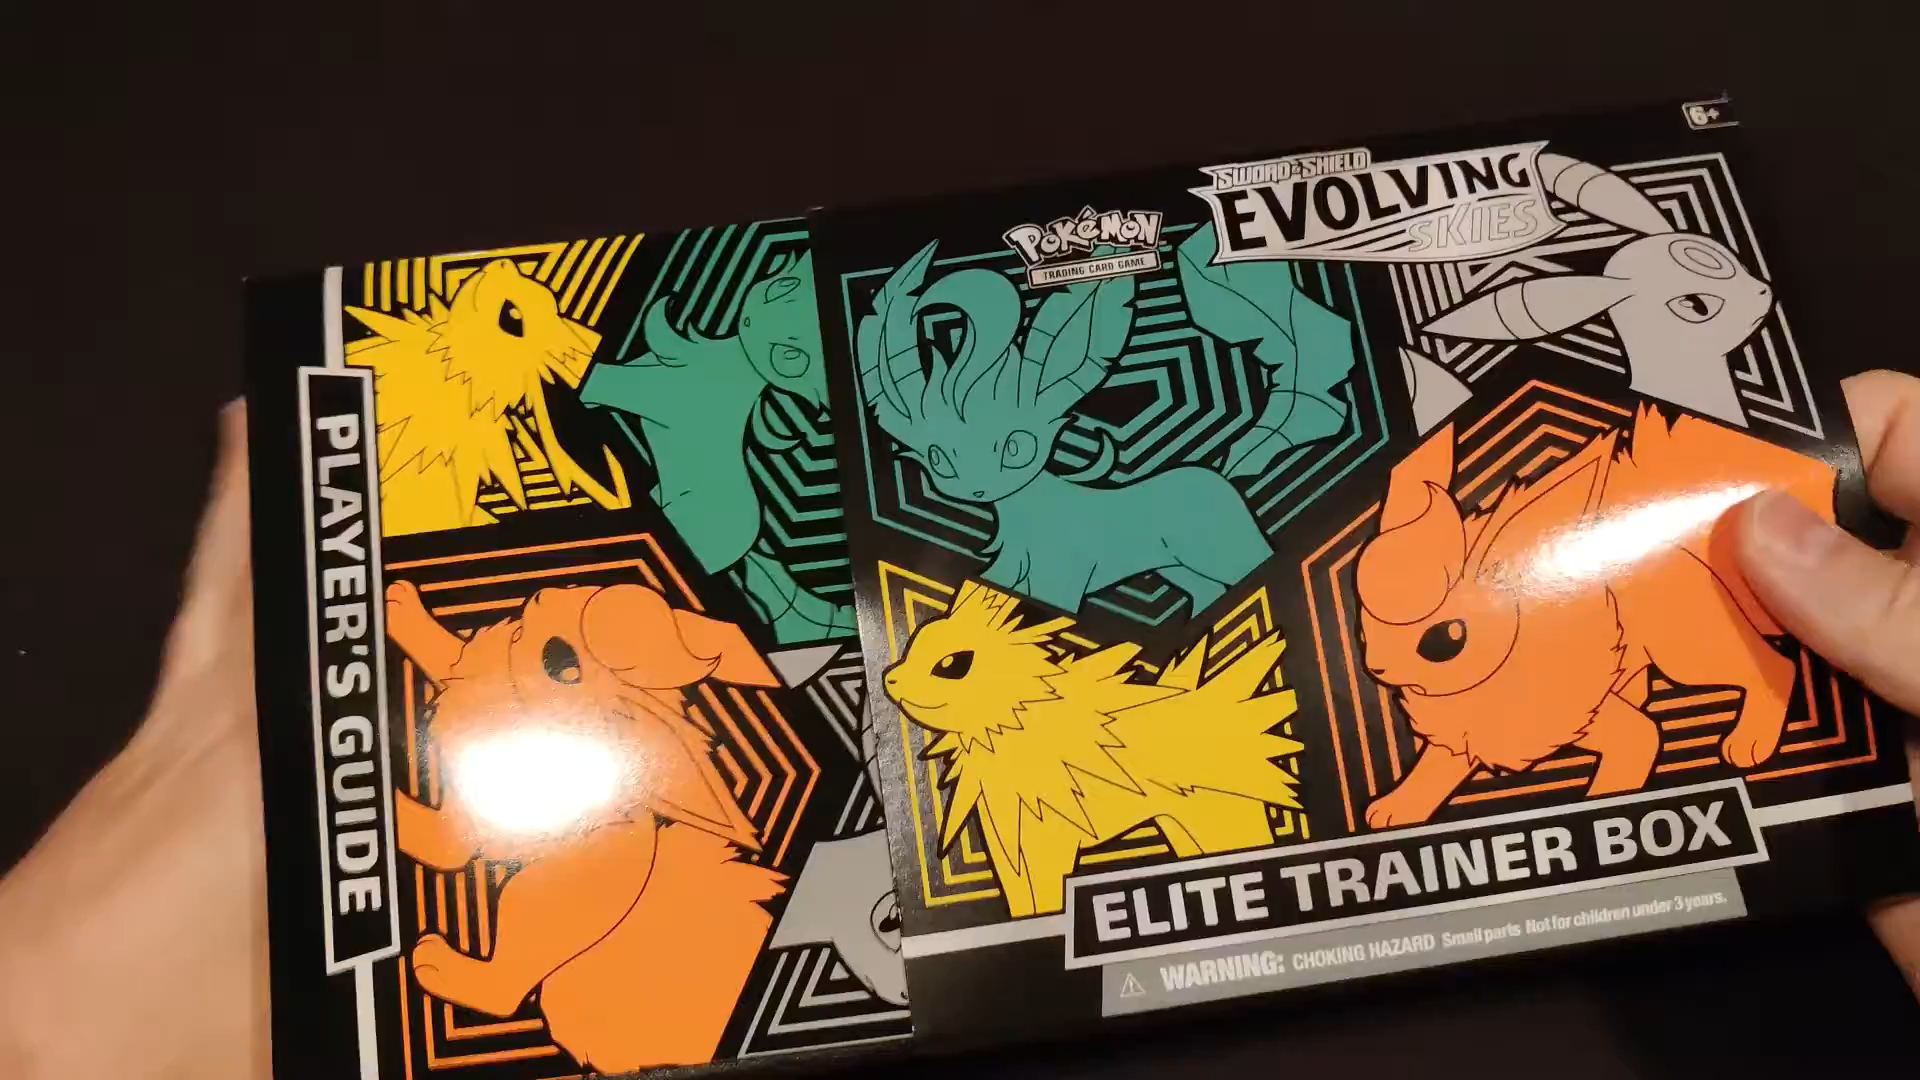 PLAYER'S GUIDE
Pokémon
TRADING CARD GAME
SWORD & SHIELD
EVOLVING
SKIES
6+
ELITE TRAINER BOX
WARNING: CHOKING HAZARD Small parts Not for children under 3 years.